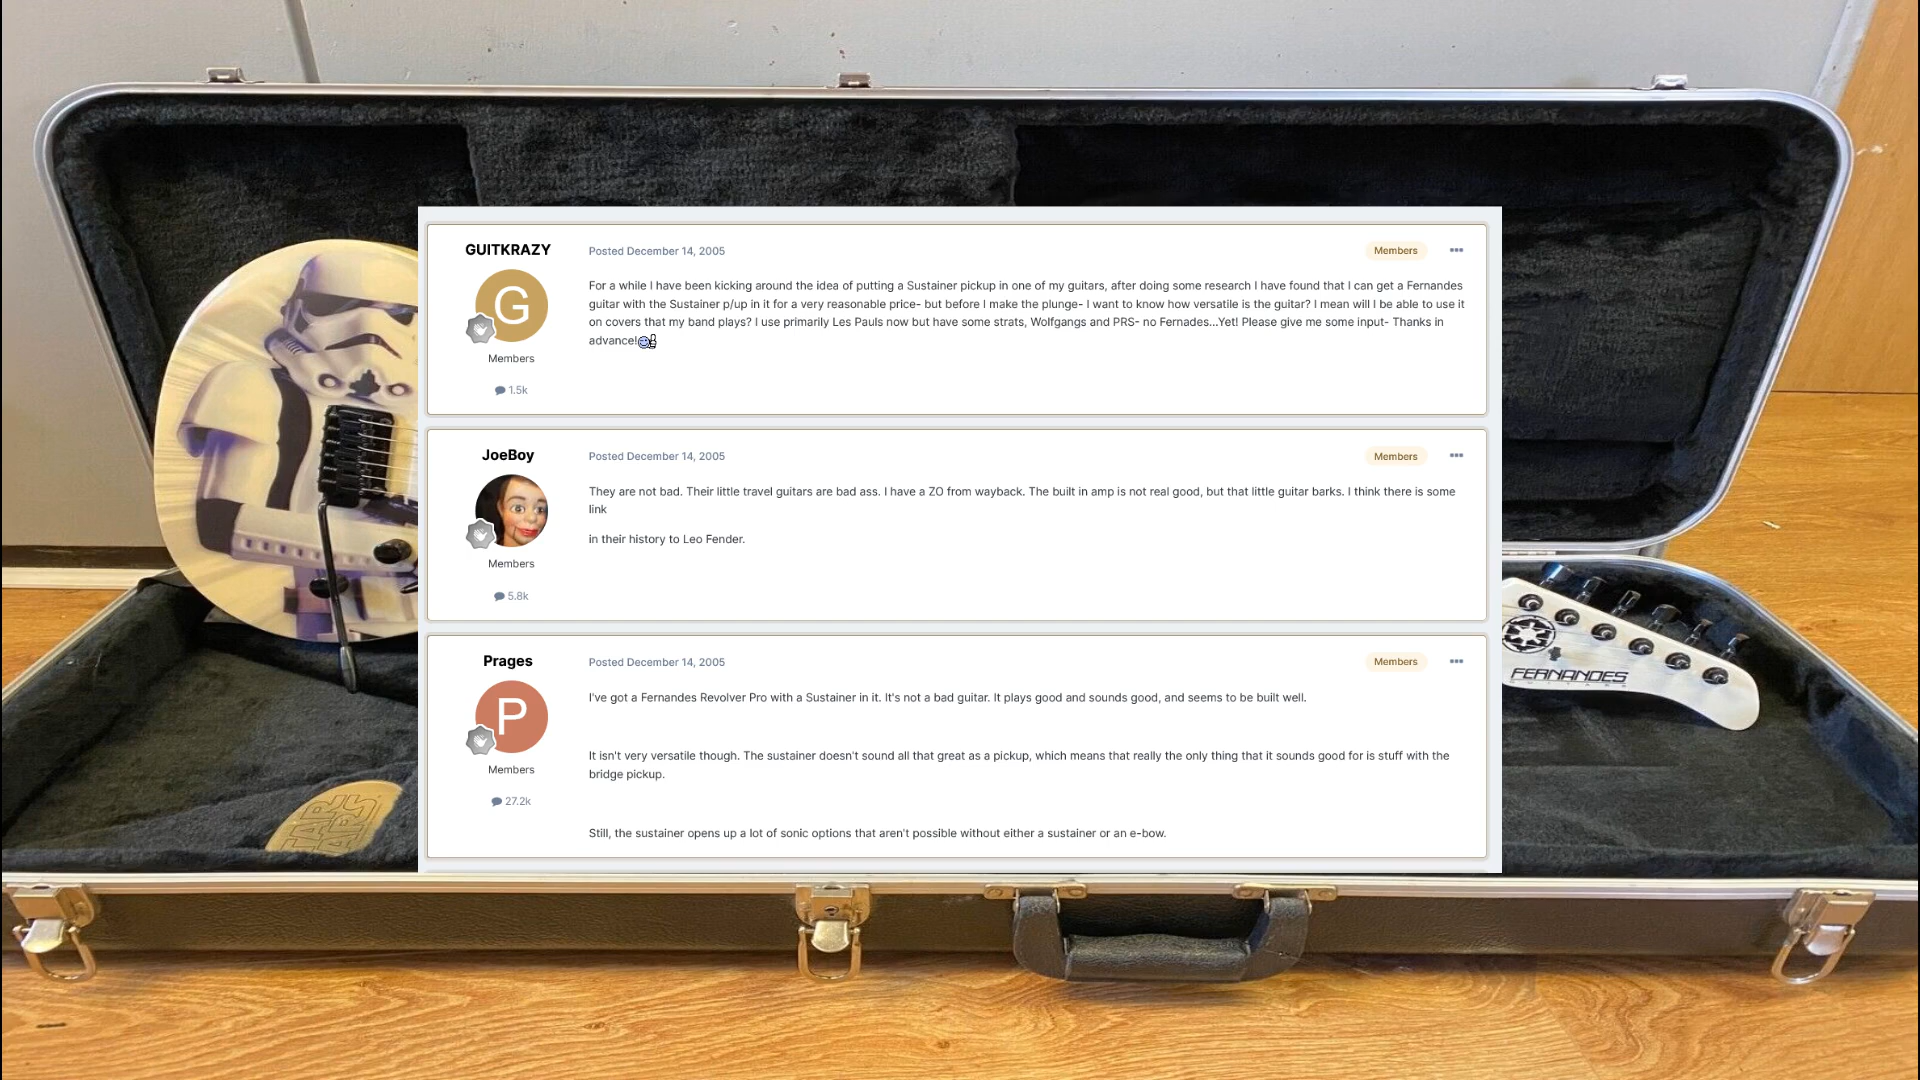 GUITKRAZY
Posted December 14, 2005
Members
G
Members
1.5k
For a while I have been kicking around the idea of putting a Sustainer pickup in one of my guitars, after doing some research I have found that I can get a Fernandes
guitar with the Sustainer p/up in it for a very reasonable price- but before I make the plunge- I want to know how versatile is the guitar? I mean will I be able to use it
on covers that my band plays? I use primarily Les Pauls now but have some strats, Wolfgangs and PRS- no Fernades...Yet! Please give me some input- Thanks in
advance!
JoeBoy
Posted December 14, 2005
Members
Members
5.8k
They are not bad. Their little travel guitars are bad ass. I have a ZO from wayback. The built in amp is not real good, but that little guitar barks. I think there is some
link
in their history to Leo Fender.
Prages
Posted December 14, 2005
Members
P
Members
27.2k
I've got a Fernandes Revolver Pro with a Sustainer in it. It's not a bad guitar. It plays good and sounds good, and seems to be built well.
It isn't very versatile though. The sustainer doesn't sound all that great as a pickup, which means that really the only thing that it sounds good for is stuff with the
bridge pickup.
Still, the sustainer opens up a lot of sonic options that aren't possible without either a sustainer or an e-bow.
FERNANDES